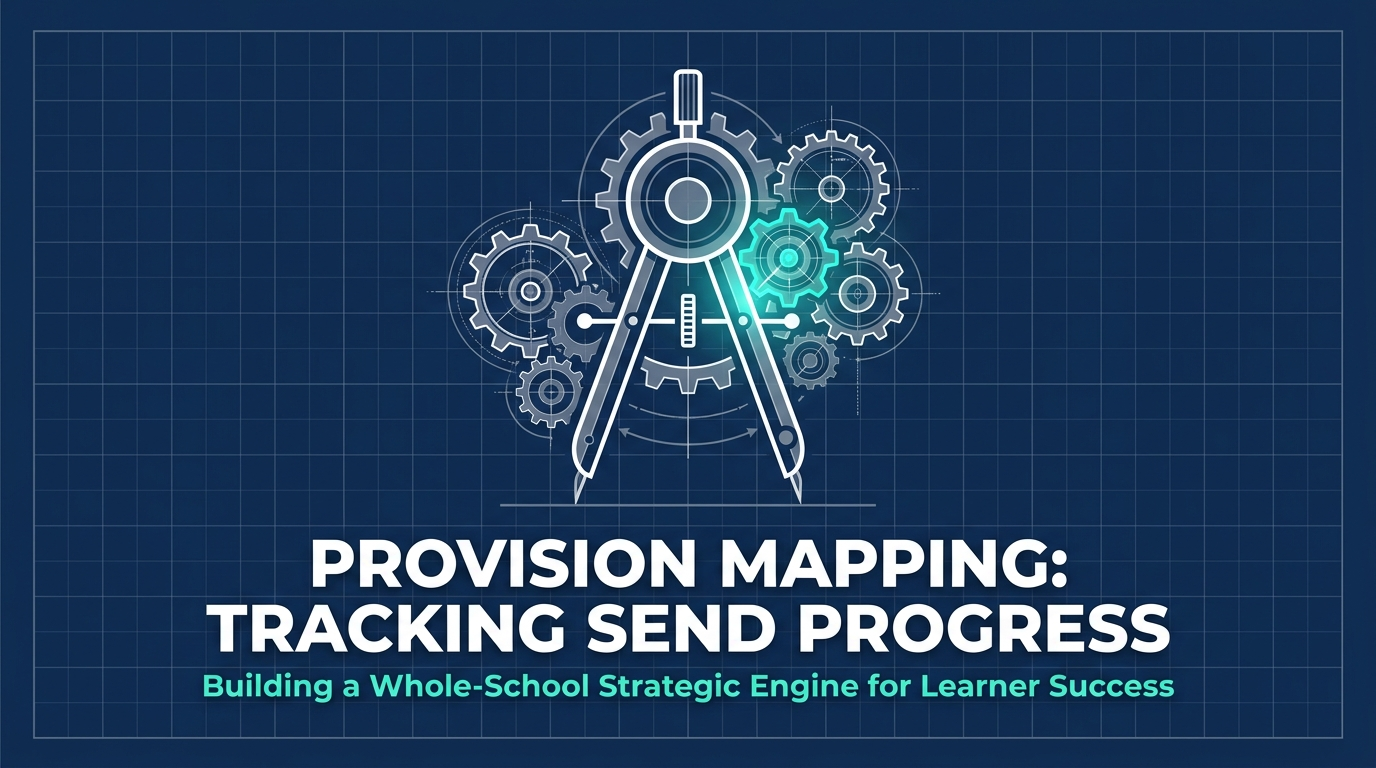 PROVISION MAPPING:
TRACKING SEND PROGRESS
Building a Whole-School Strategic Engine for Learner Success